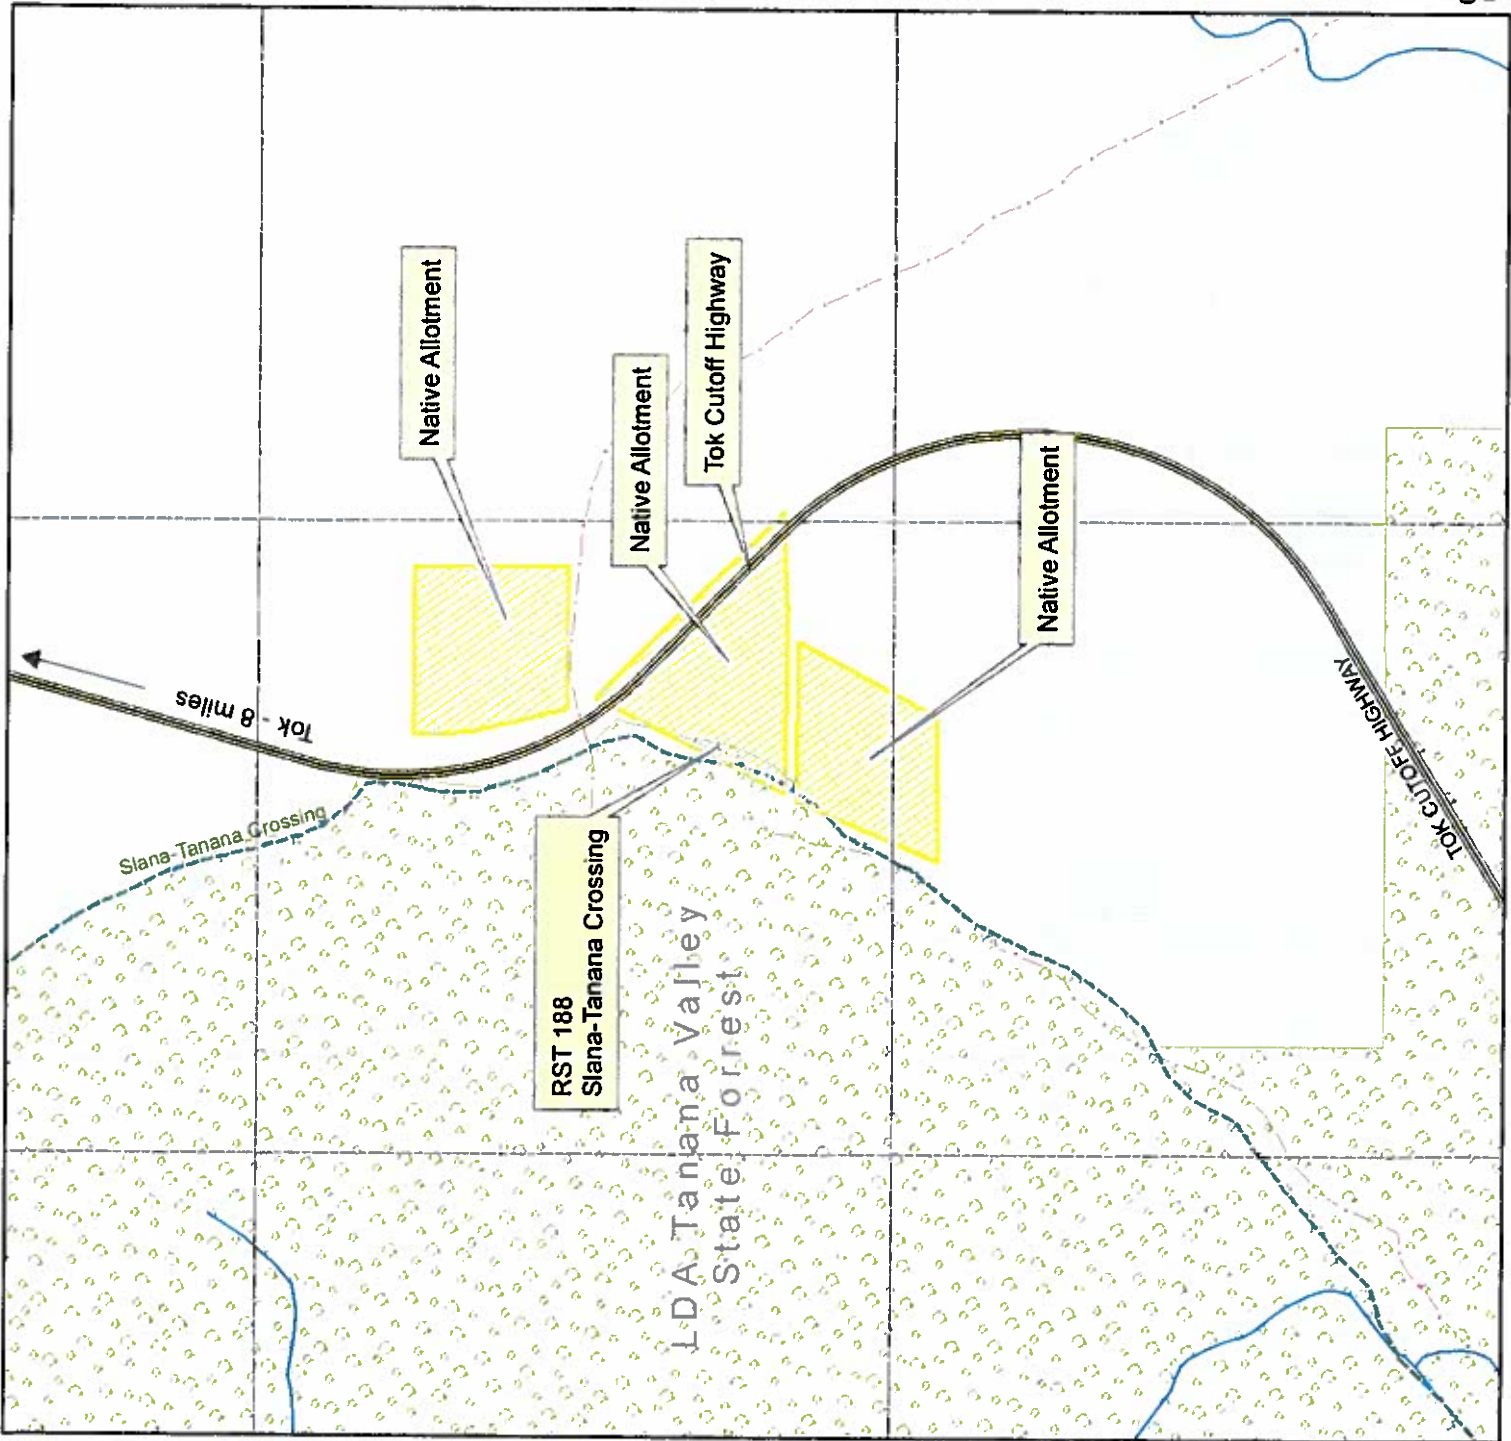 Native Allotment
Native Allotment
Tok Cutoff Highway
Native Allotment
Tok - 8 miles
Slana-Tanana Crossing
RST 188
Slana-Tanana Crossing
LDA Tanana Valley
State Forest
TOK CUTOFF HIGHWAY